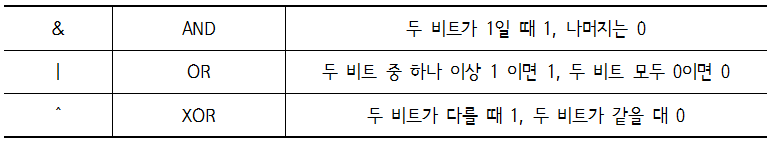 & AND 두 비트가 1일 때 1, 나머지는 0
| OR 두 비트 중 하나 이상 1 이면 1, 두 비트 모두 0이면 0
^ XOR 두 비트가 다를 때 1, 두 비트가 같을 대 0